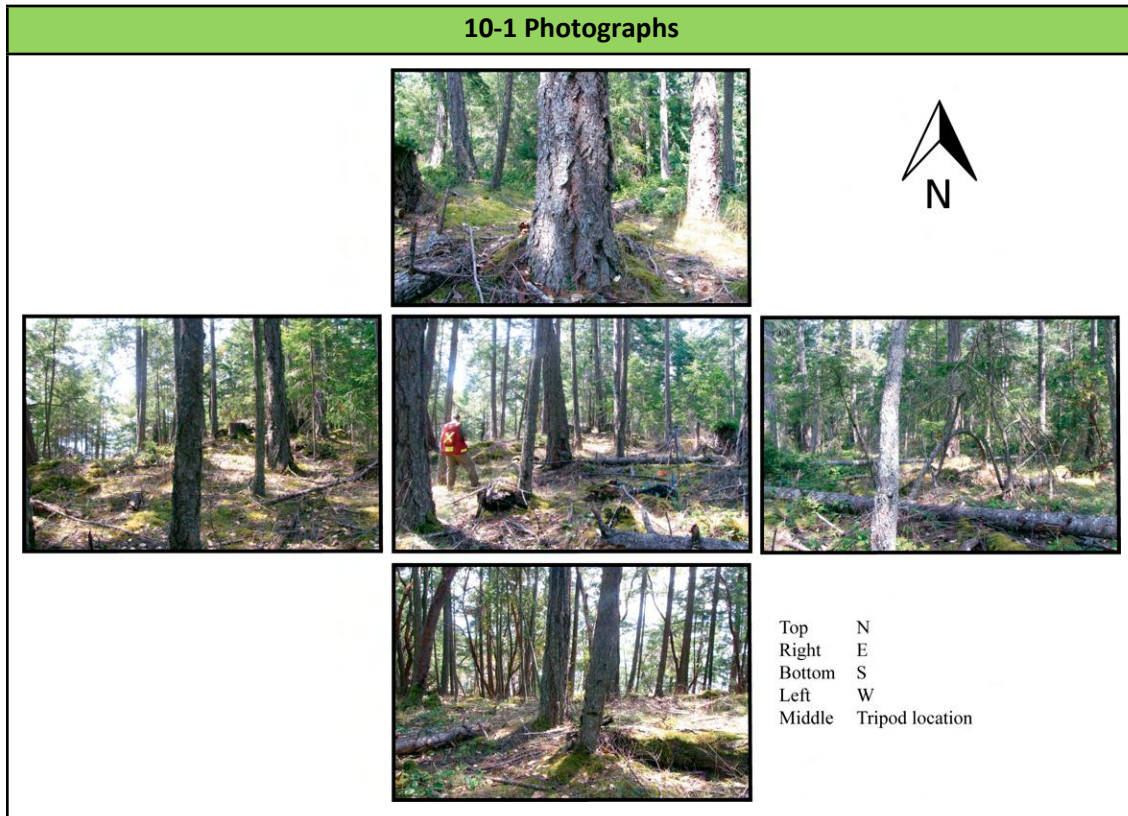 10-1 Photographs
N
Top N
Right E
Bottom S
Left W
Middle Tripod location